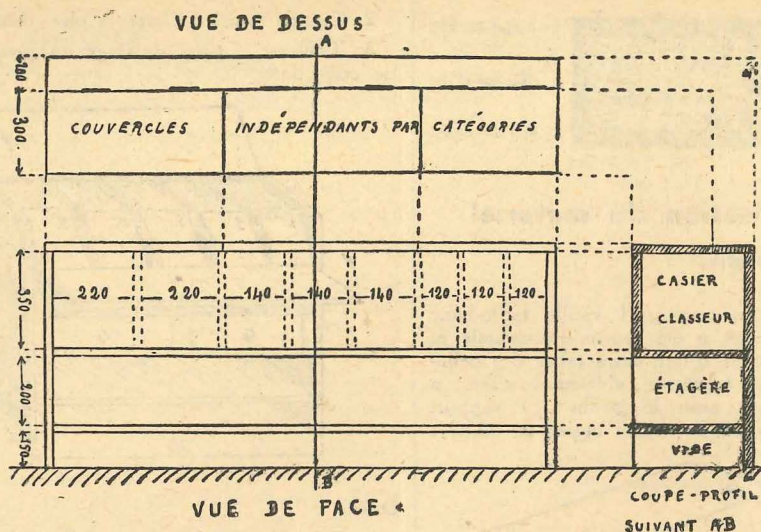 VUE DE DESSUS
A
100
300
COUVERCLES INDÉPENDANTS PAR CATÉGORIES
350
220 220 140 140 140 120 120 120
CASIER
CLASSEUR
200
ÉTAGÈRE
150
VIDE
B
VUE DE FACE
COUPE-PROFIL
SUIVANT AB